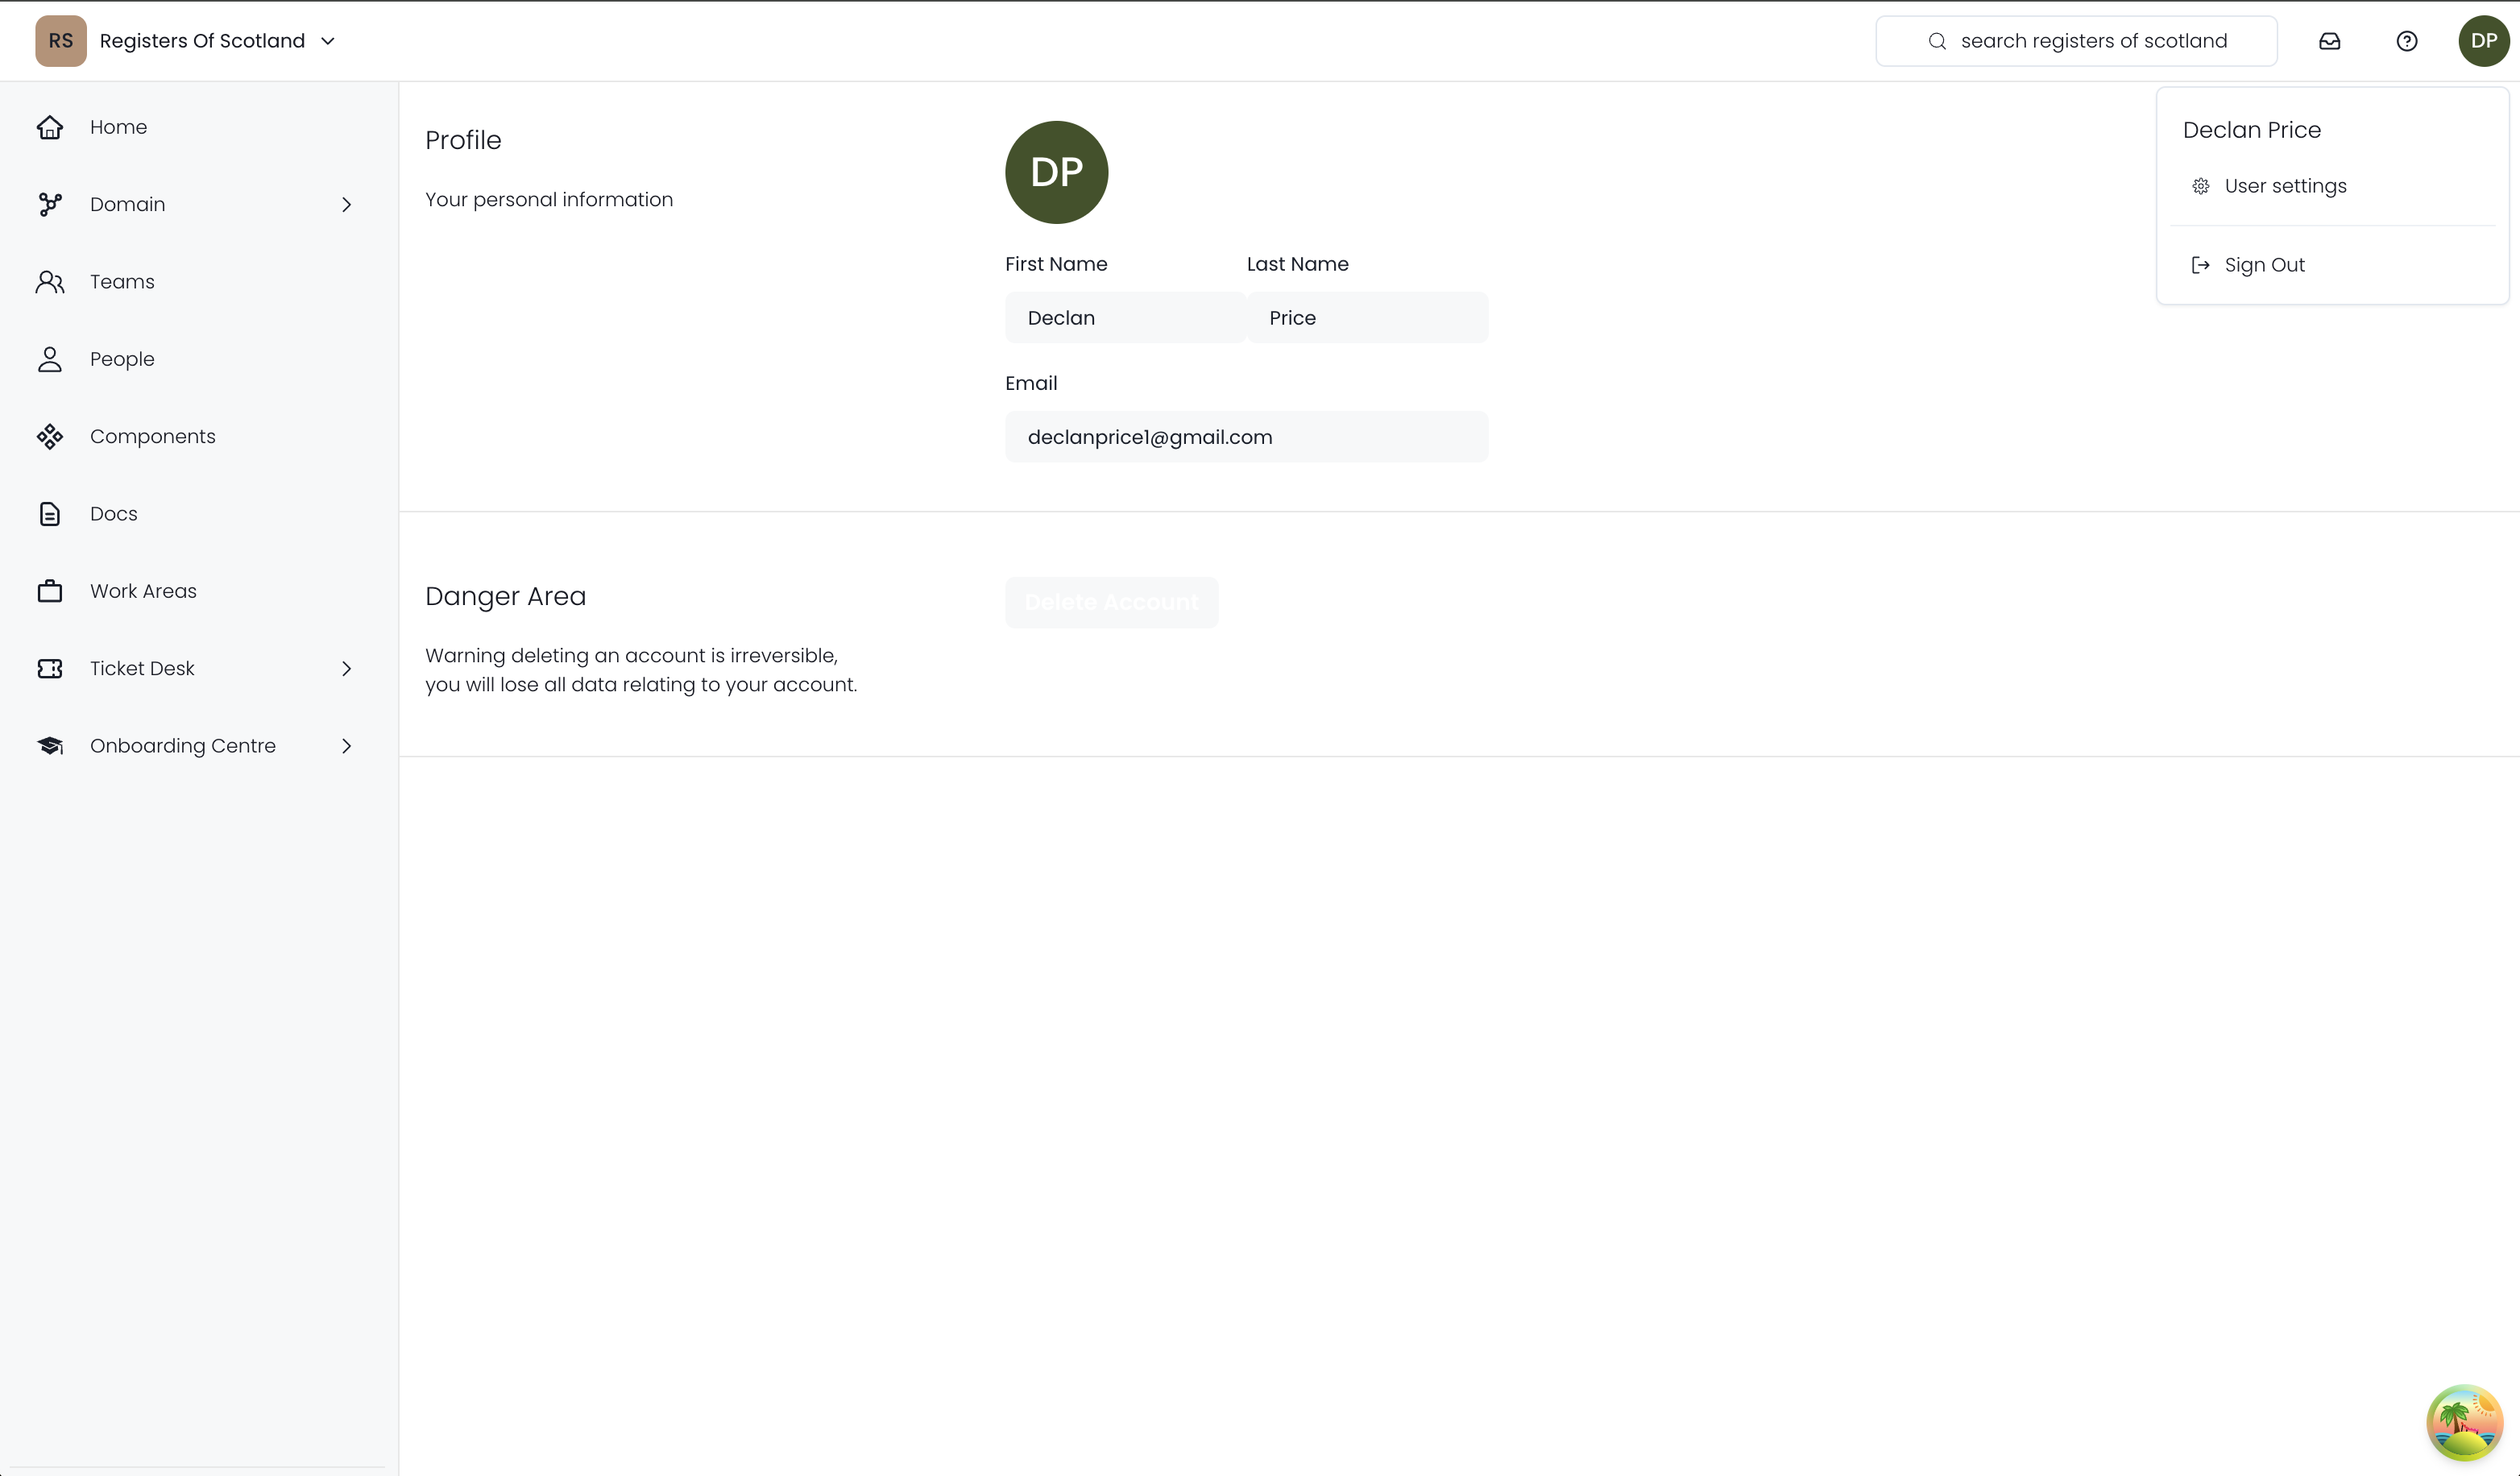 RS
Registers Of Scotland
search registers of scotland
DP
Home
Domain
Teams
People
Components
Docs
Work Areas
Ticket Desk
Onboarding Centre
Profile
Your personal information
DP
First Name
Last Name
Declan
Price
Email
declanprice1@gmail.com
Danger Area
Warning deleting an account is irreversible,
you will lose all data relating to your account.
Delete Account
Declan Price
User settings
Sign Out